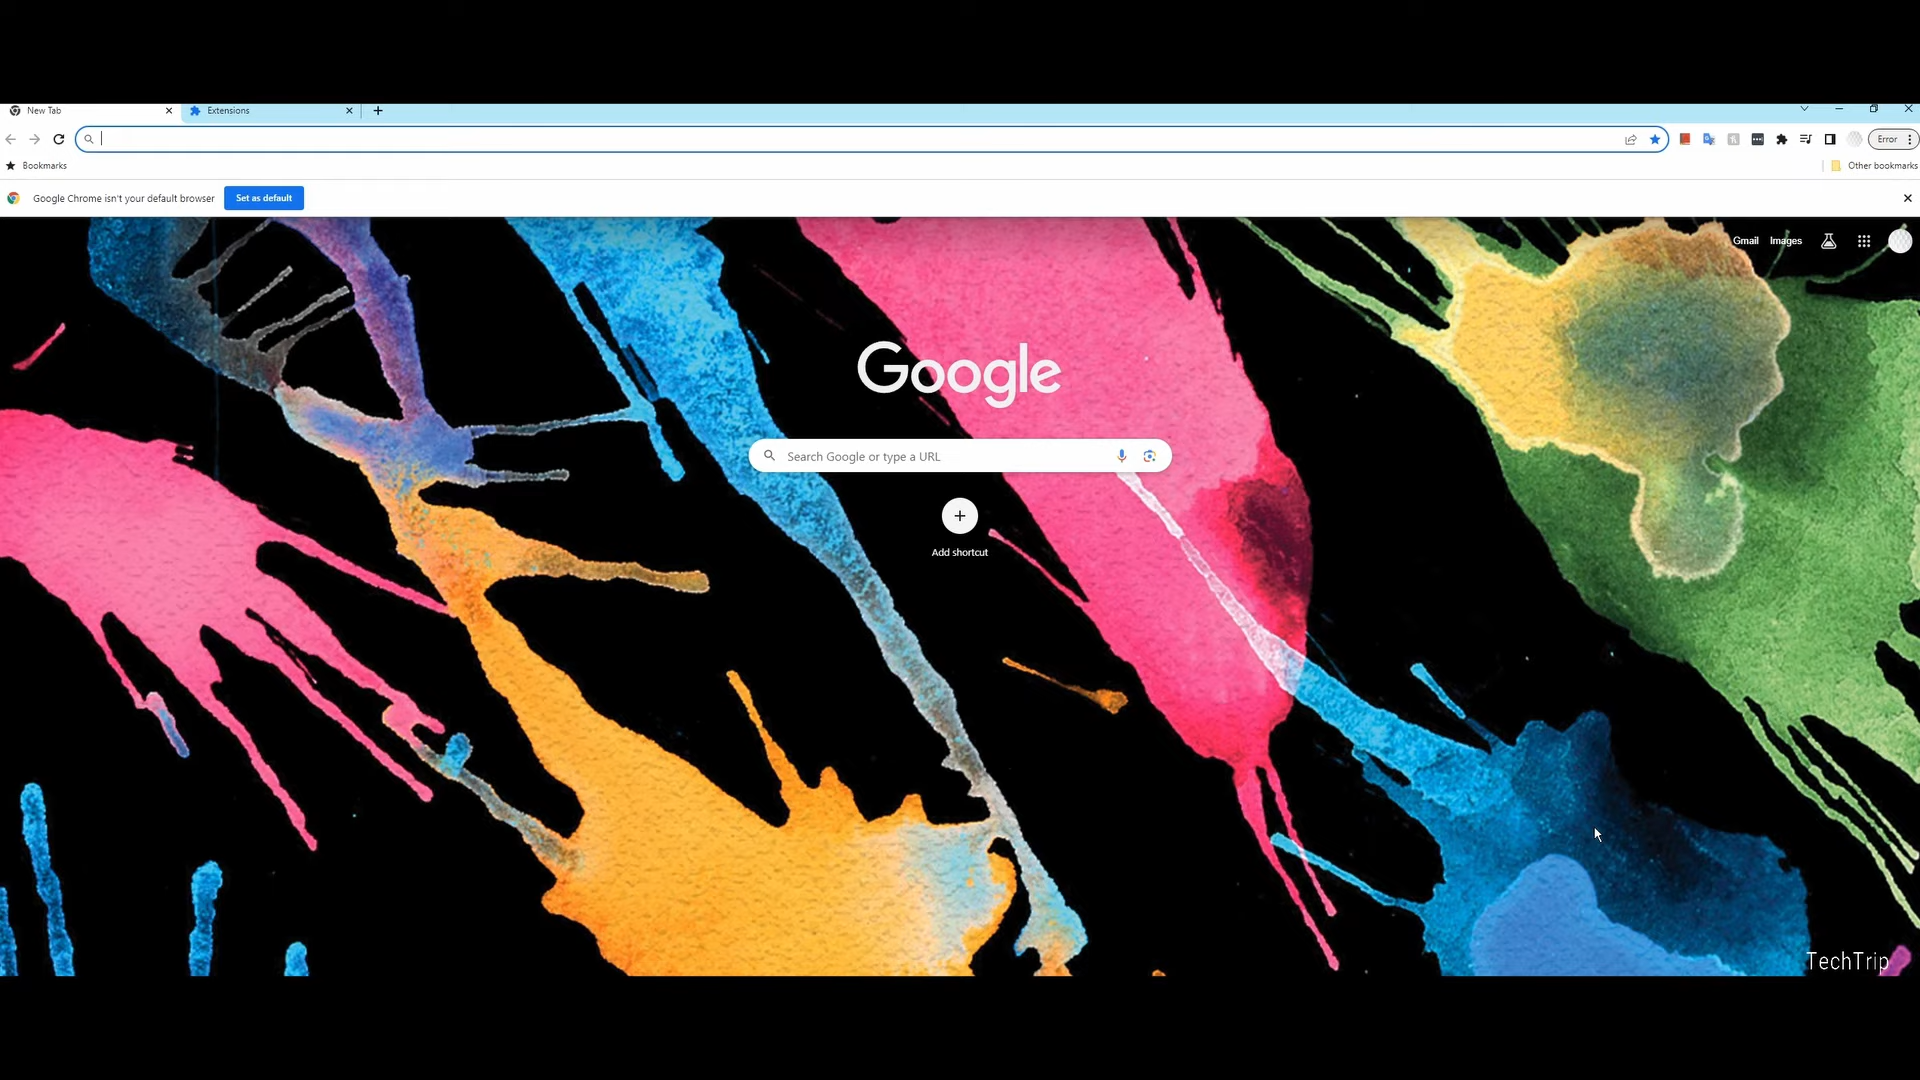 New Tab
Extensions
Error
Bookmarks
Other bookmarks
Google Chrome isn't your default browser
Set as default
Gmail
Images
Google
Search Google or type a URL
Add shortcut
TechTrip